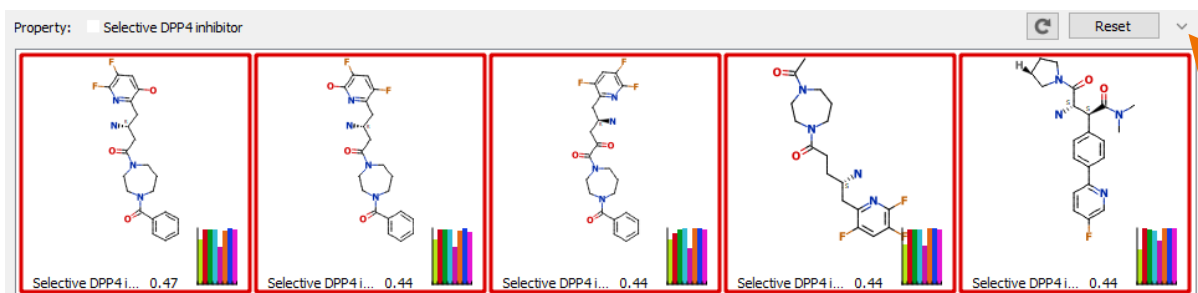 Property: Selective DPP4 inhibitor Reset
F F N O N s O N N O
O F N N s O N N O
F F N F N s O O N N O
O N N O N s N F F F
H N O O N s s N N F
Selective DPP4 i... 0.47 Selective DPP4 i... 0.44 Selective DPP4 i... 0.44 Selective DPP4 i... 0.44 Selective DPP4 i... 0.44